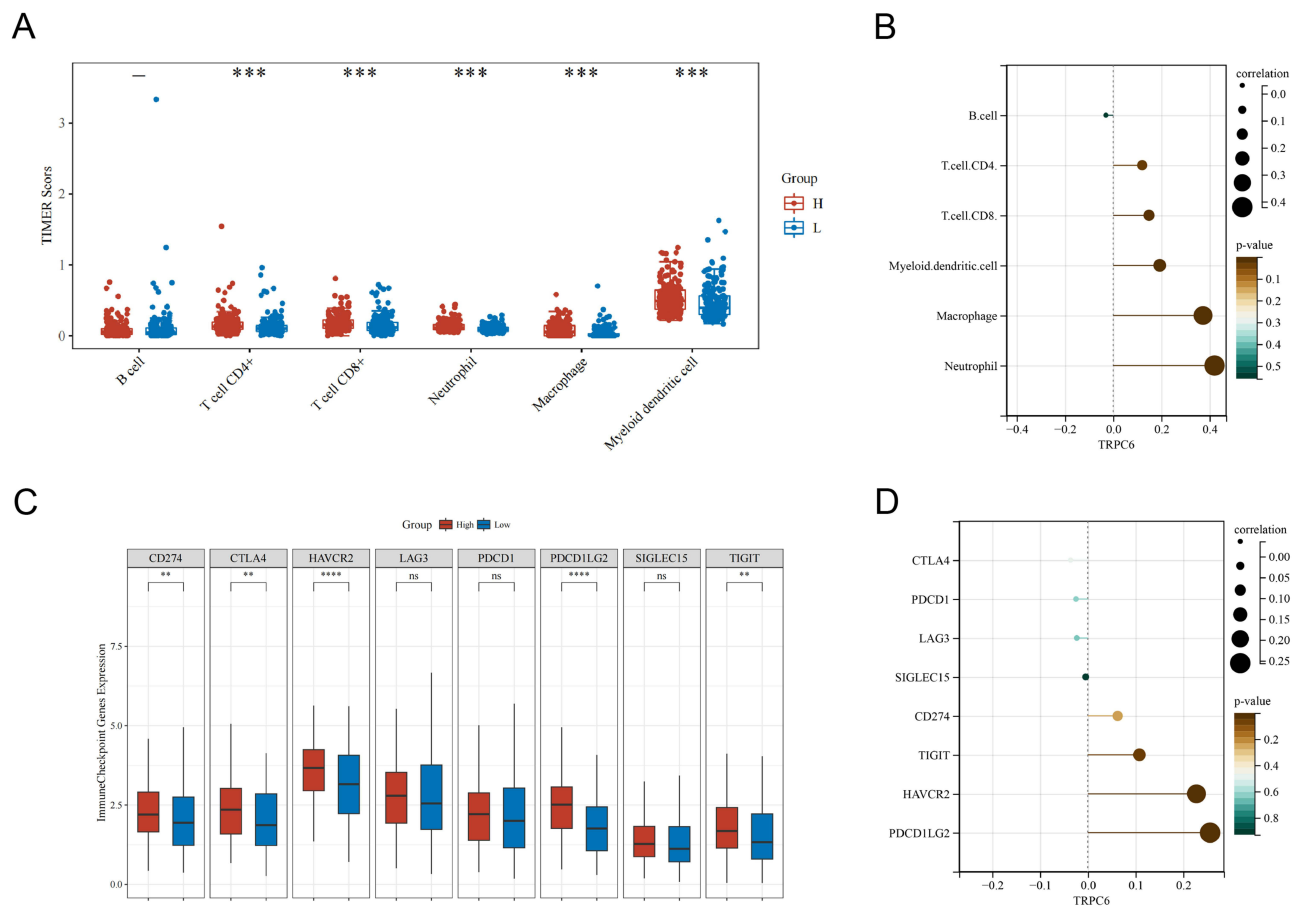 A
— *** *** *** *** ***
TIMER Scores
3
2
1
0
B cell
T cell CD4+
T cell CD8+
Neutrophil
Macrophage
Myeloid dendritic cell
Group
H
L
B
B.cell
T.cell.CD4.
T.cell.CD8.
Myeloid.dendritic.cell
Macrophage
Neutrophil
−0.4 −0.2 0.0 0.2 0.4
TRPC6
correlation
0.0
0.1
0.2
0.3
0.4
p-value
0.1
0.2
0.3
0.4
0.5
C
Group High Low
CD274 CTLA4 HAVCR2 LAG3 PDCD1 PDCD1LG2 SIGLEC15 TIGIT
** ** **** ns ns **** ns **
ImmuneCheckpoint Genes Expression
7.5
5.0
2.5
0.0
D
CTLA4
PDCD1
LAG3
SIGLEC15
CD274
TIGIT
HAVCR2
PDCD1LG2
−0.2 −0.1 0.0 0.1 0.2
TRPC6
correlation
0.00
0.05
0.10
0.15
0.20
0.25
p-value
0.2
0.4
0.6
0.8